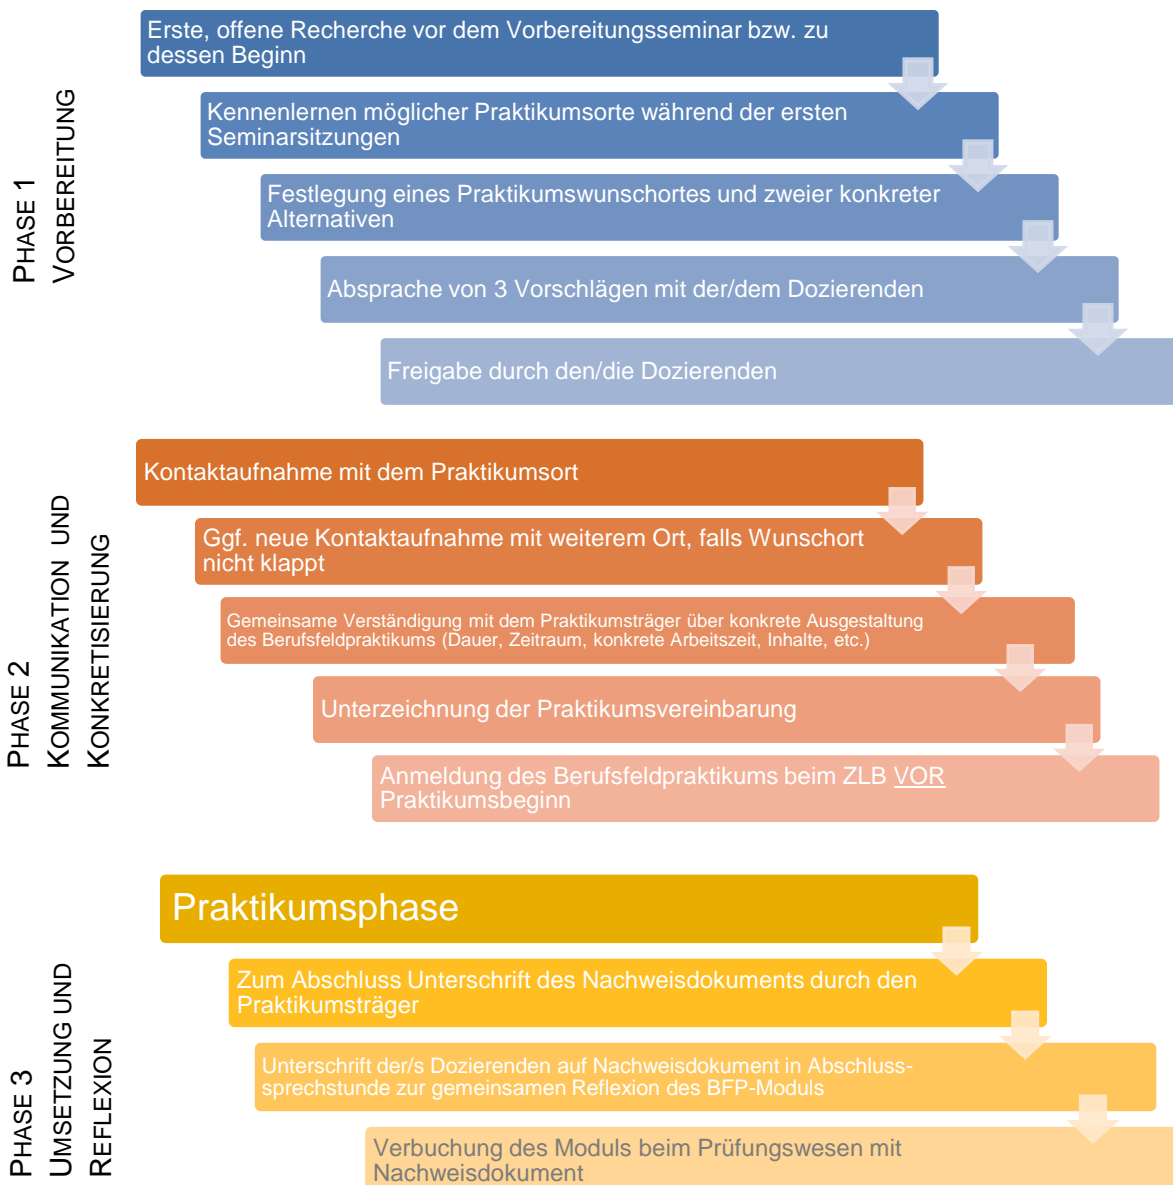 PHASE 1
VORBEREITUNG
Erste, offene Recherche vor dem Vorbereitungsseminar bzw. zu
dessen Beginn
Kennenlernen möglicher Praktikumsorte während der ersten
Seminarsitzungen
Festlegung eines Praktikumswunschortes und zweier konkreter
Alternativen
Absprache von 3 Vorschlägen mit der/dem Dozierenden
Freigabe durch den/die Dozierenden
PHASE 2
KOMMUNIKATION UND
KONKRETISIERUNG
Kontaktaufnahme mit dem Praktikumsort
Ggf. neue Kontaktaufnahme mit weiterem Ort, falls Wunschort
nicht klappt
Gemeinsame Verständigung mit dem Praktikumsträger über konkrete Ausgestaltung
des Berufsfeldpraktikums (Dauer, Zeitraum, konkrete Arbeitszeit, Inhalte, etc.)
Unterzeichnung der Praktikumsvereinbarung
Anmeldung des Berufsfeldpraktikums beim ZLB VOR
Praktikumsbeginn
PHASE 3
UMSETZUNG UND
REFLEXION
Praktikumsphase
Zum Abschluss Unterschrift des Nachweisdokuments durch den
Praktikumsträger
Unterschrift der/s Dozierenden auf Nachweisdokument in Abschluss-
sprechstunde zur gemeinsamen Reflexion des BFP-Moduls
Verbuchung des Moduls beim Prüfungswesen mit
Nachweisdokument